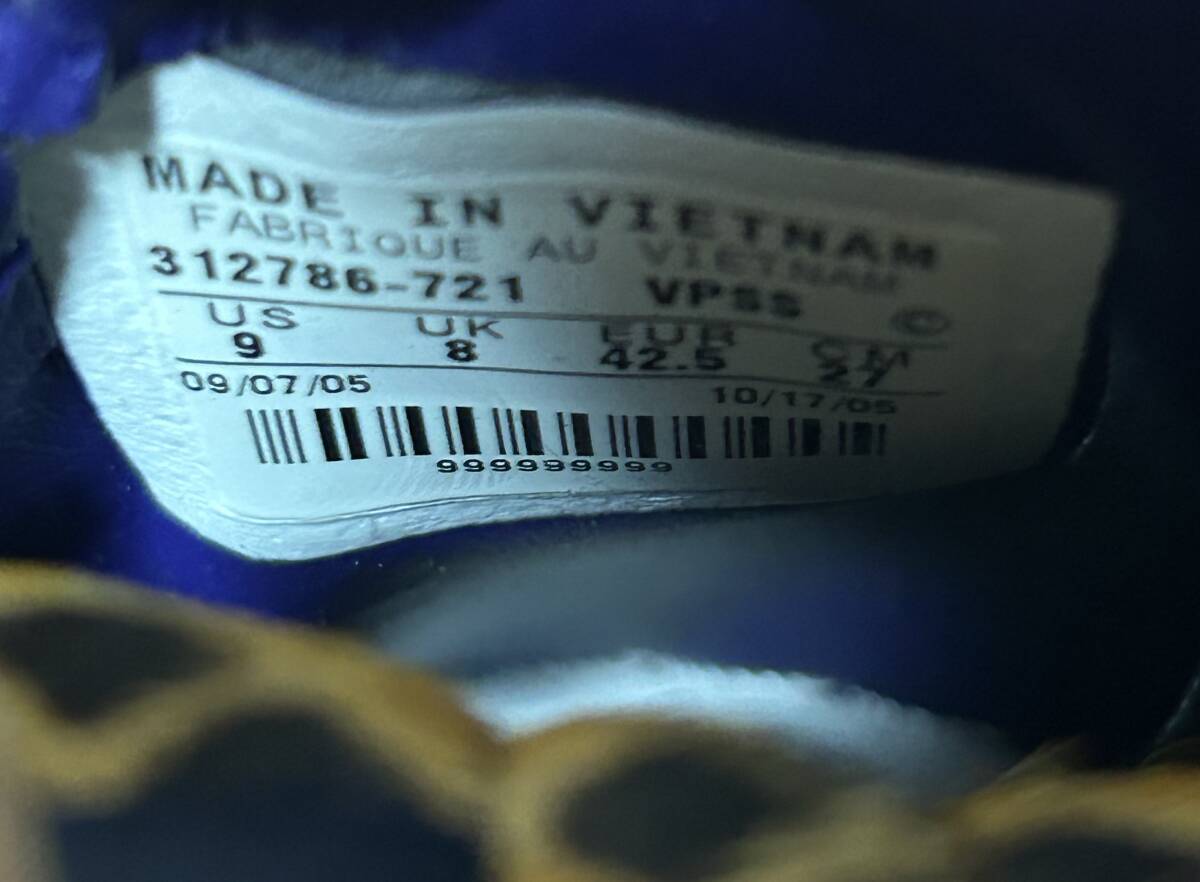 MADE IN VIETNAM
FABRIQUE AU VIETNAM
312786-721 VPSS ©
US UK EUR CM
9 8 42.5 27
09/07/05 10/17/05
999999999